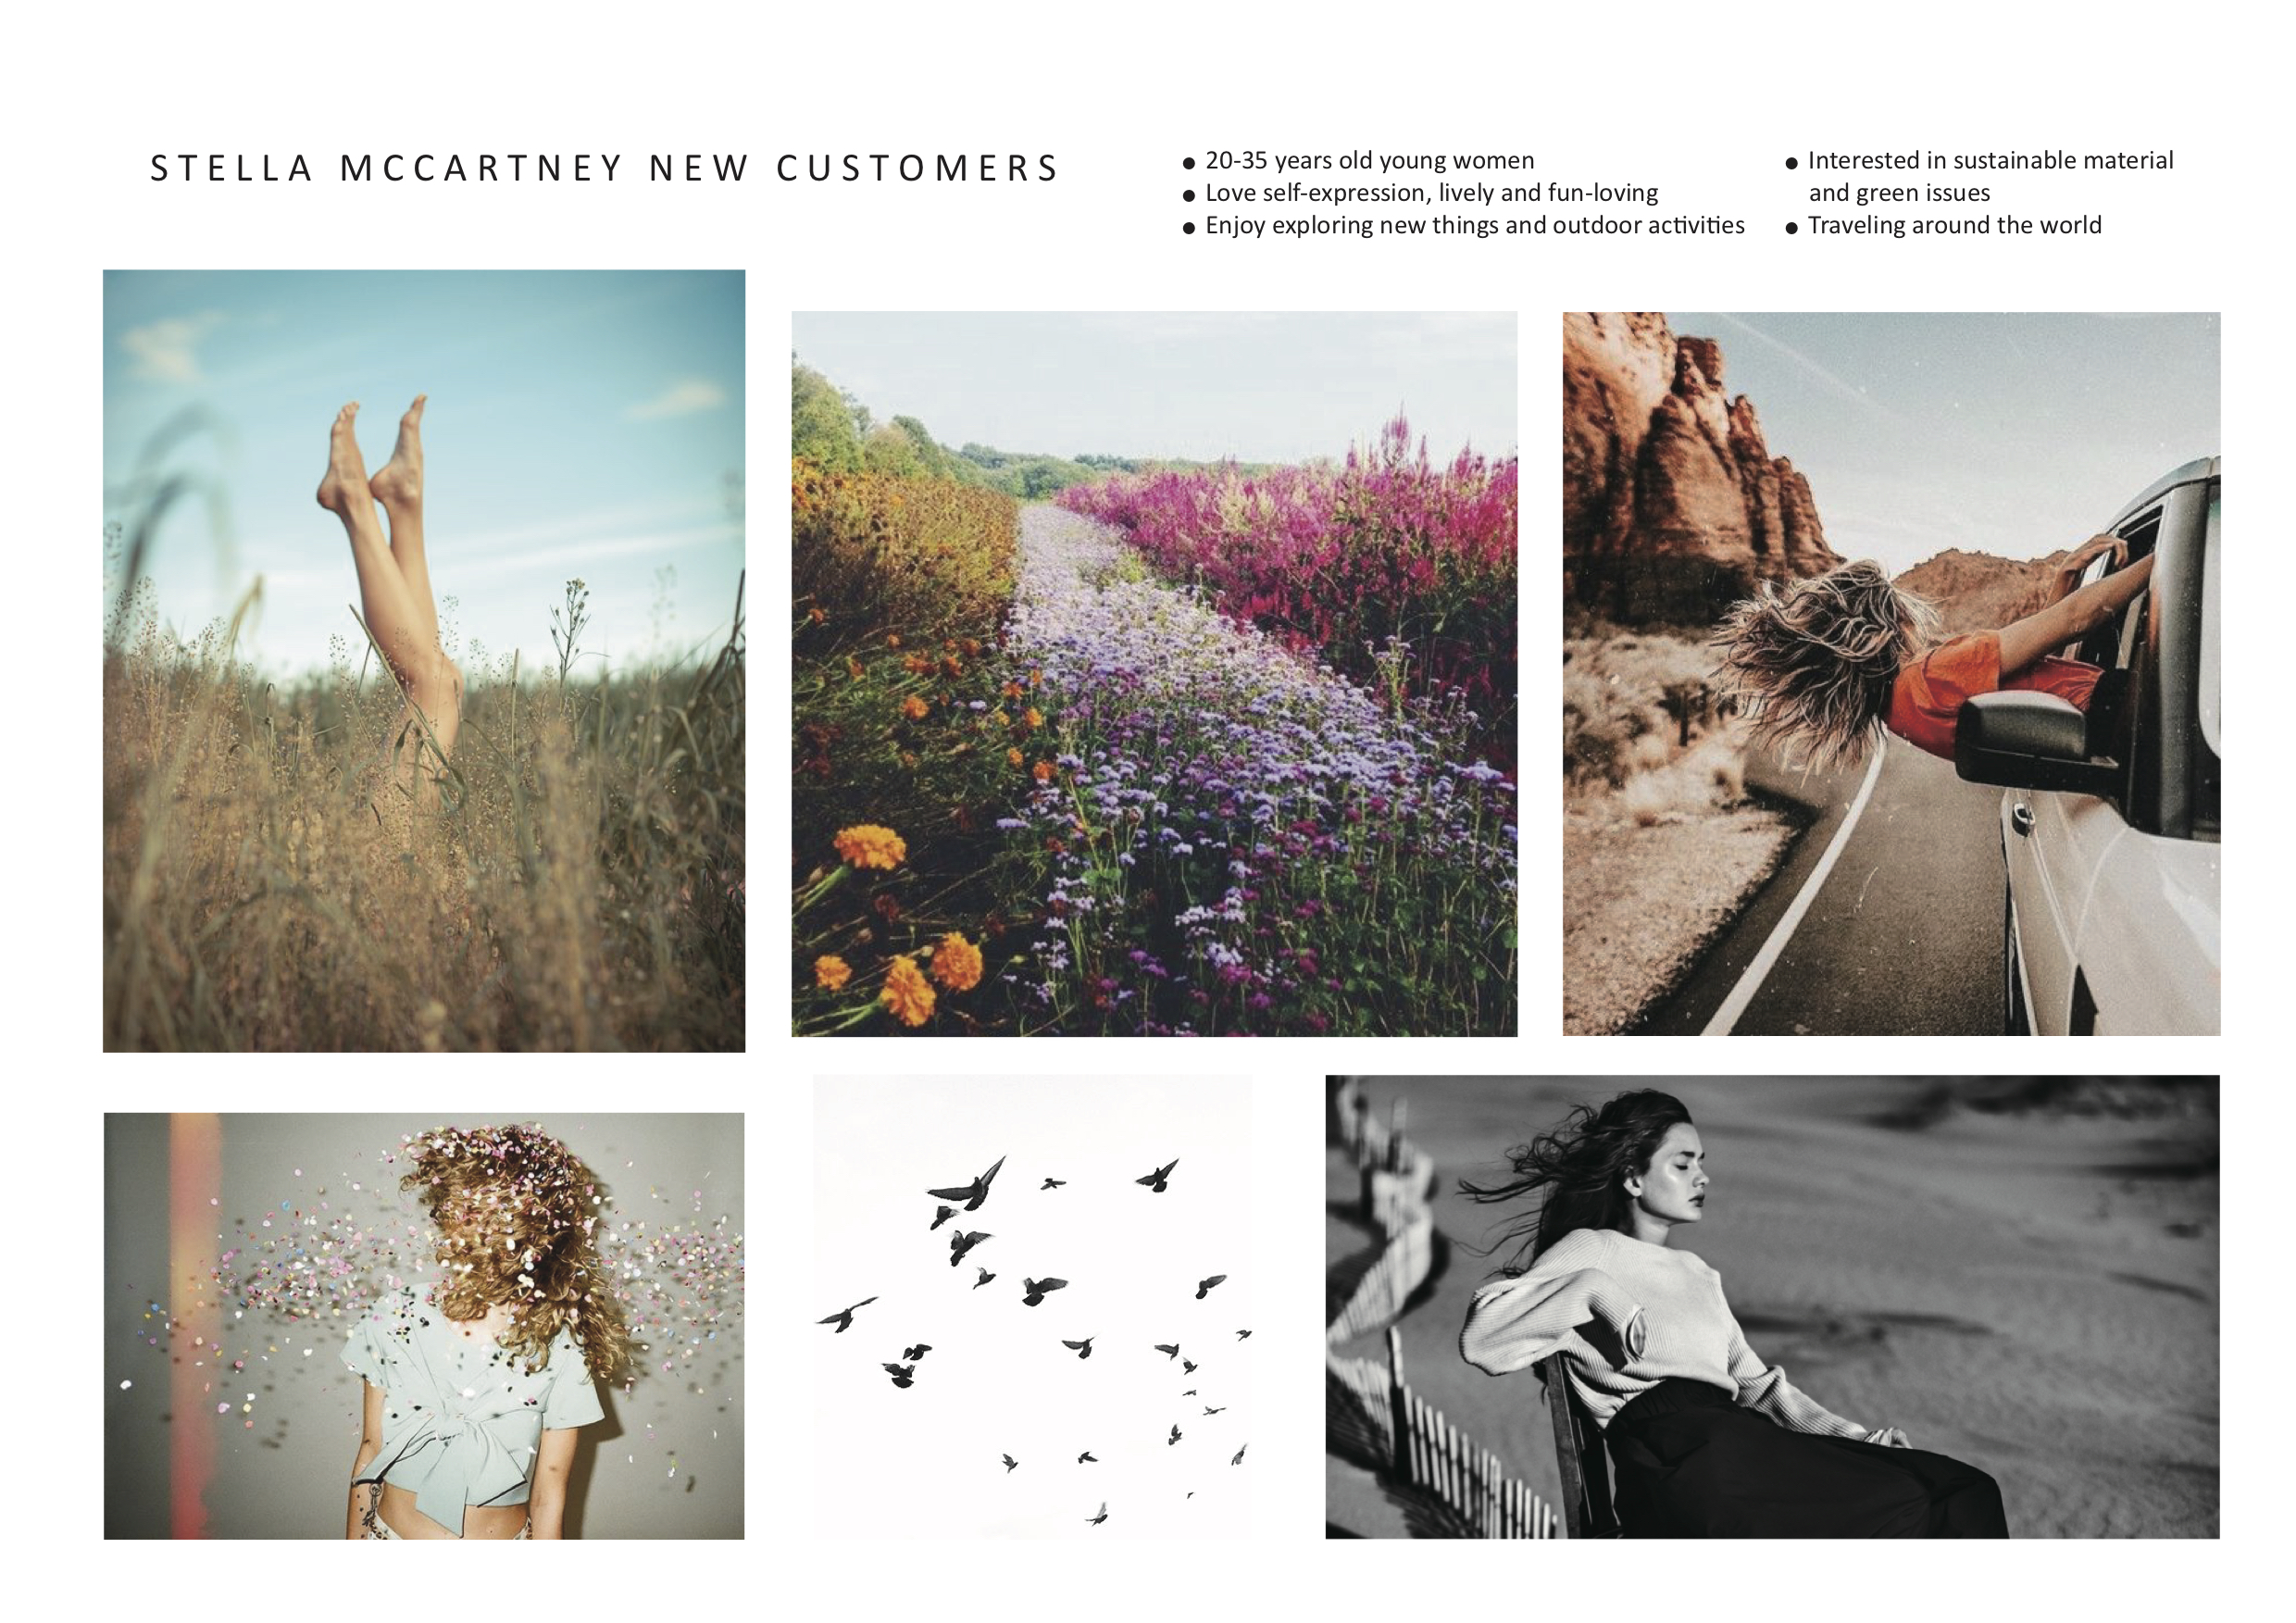 STELLA MCCARTNEY NEW CUSTOMERS
● 20-35 years old young women
● Love self-expression, lively and fun-loving
● Enjoy exploring new things and outdoor activities
● Interested in sustainable material
and green issues
● Traveling around the world